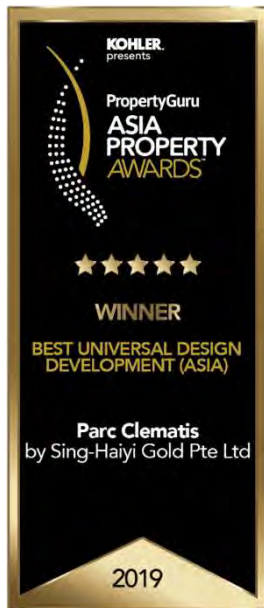 KOHLER.
presents
PropertyGuru
ASIA
PROPERTY
AWARDS™
WINNER
BEST UNIVERSAL DESIGN
DEVELOPMENT (ASIA)
Parc Clematis
by Sing-Haiyi Gold Pte Ltd
2019